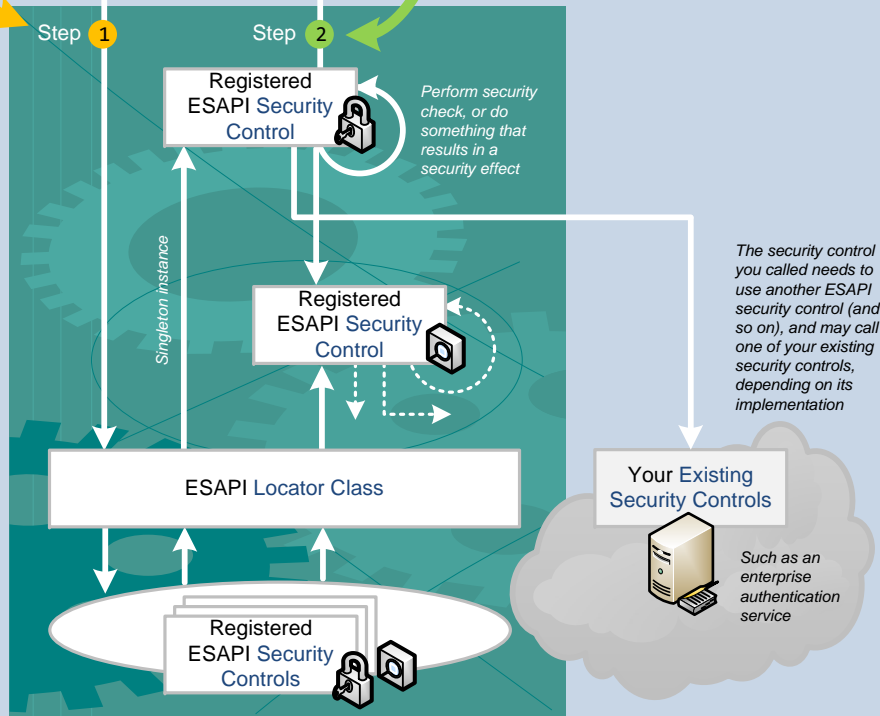 Step 1
Step 2
Registered
ESAPI Security
Control
Perform security
check, or do
something that
results in a
security effect
Singleton instance
The security control
you called needs to
use another ESAPI
security control (and
so on), and may call
one of your existing
security controls,
depending on its
implementation
Registered
ESAPI Security
Control
ESAPI Locator Class
Your Existing
Security Controls
Such as an
enterprise
authentication
service
Registered
ESAPI Security
Controls